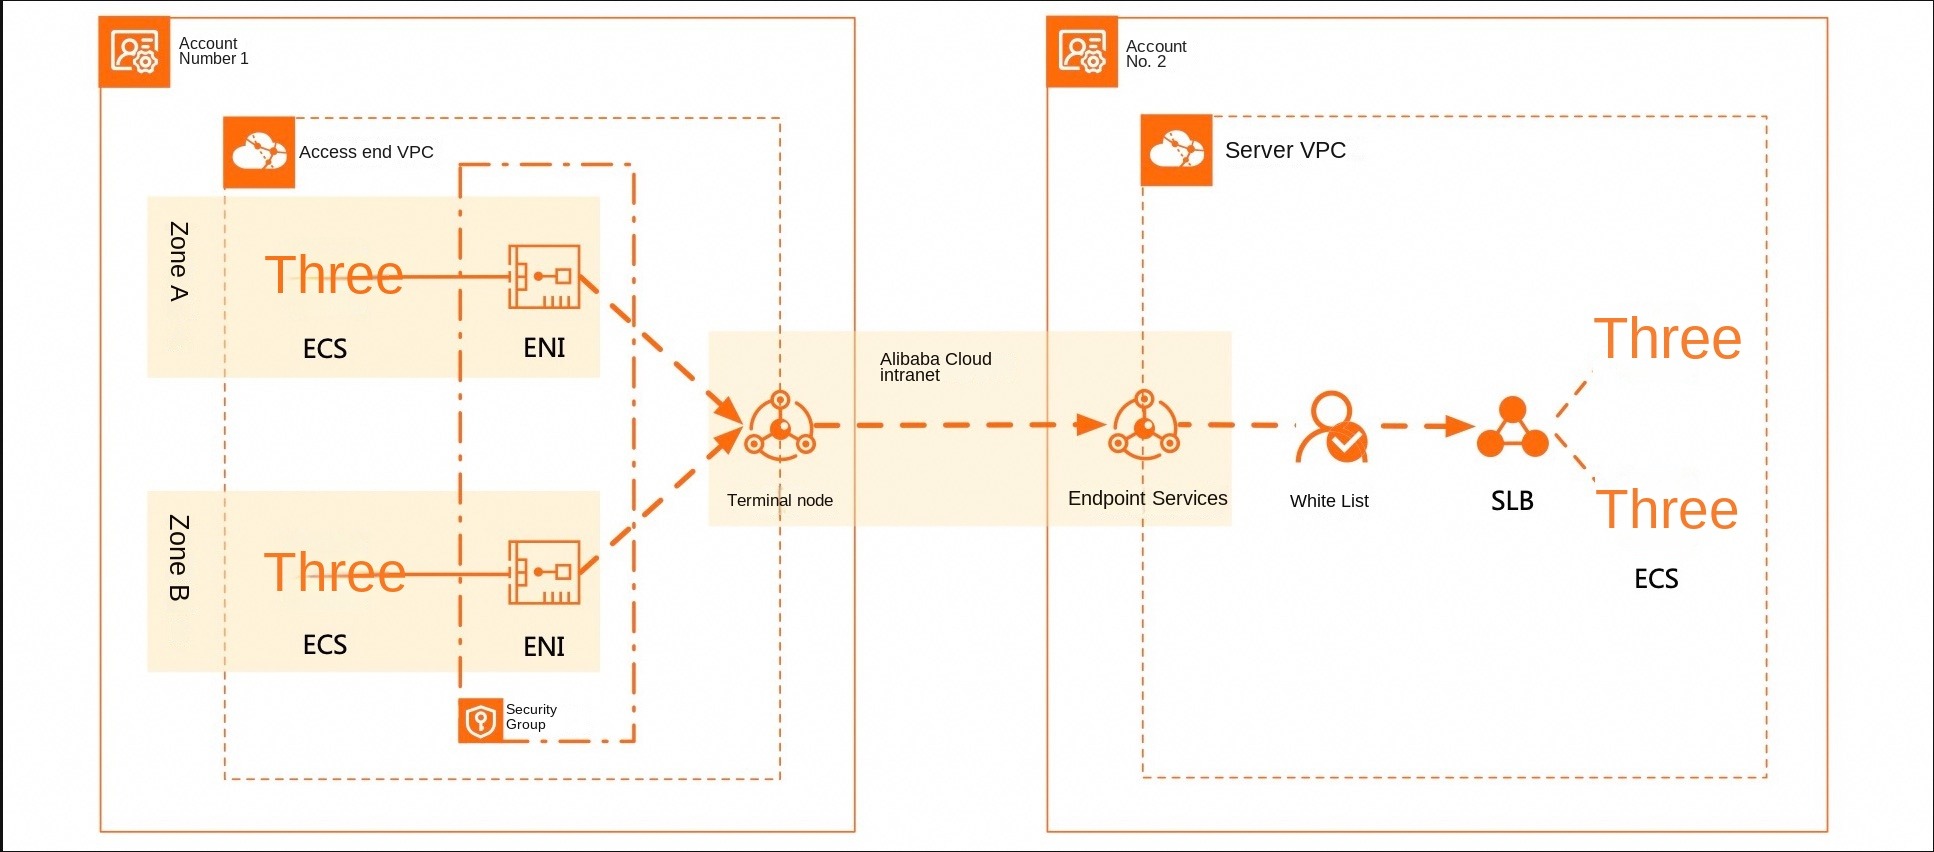 Account
Number 1
Access end VPC
Zone A
Three
ECS
ENI
Zone B
Three
ECS
ENI
Security
Group
Terminal node
Alibaba Cloud
intranet
Account
No. 2
Server VPC
Endpoint Services
White List
SLB
Three
Three
ECS